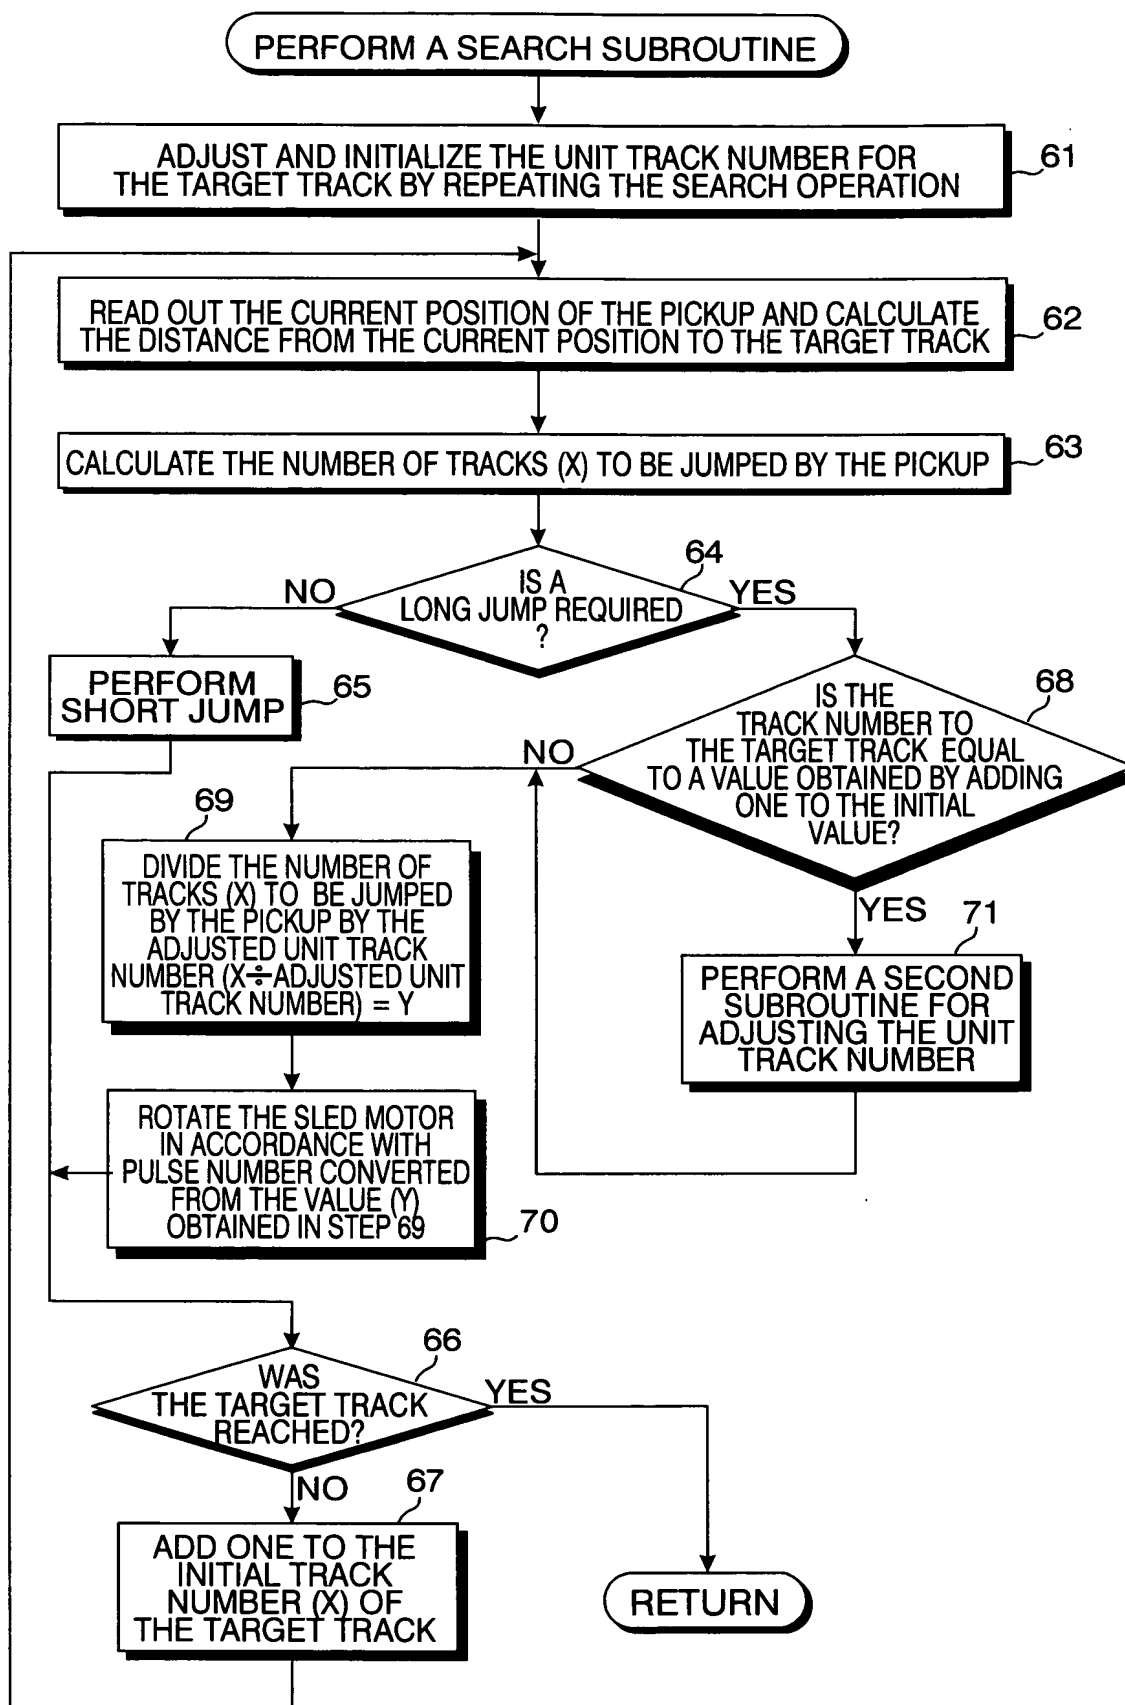 PERFORM A SEARCH SUBROUTINE
ADJUST AND INITIALIZE THE UNIT TRACK NUMBER FOR
THE TARGET TRACK BY REPEATING THE SEARCH OPERATION
61
READ OUT THE CURRENT POSITION OF THE PICKUP AND CALCULATE
THE DISTANCE FROM THE CURRENT POSITION TO THE TARGET TRACK
62
CALCULATE THE NUMBER OF TRACKS (X) TO BE JUMPED BY THE PICKUP
63
64
IS A
LONG JUMP REQUIRED
?
NO
YES
PERFORM
SHORT JUMP
65
68
IS THE
TRACK NUMBER TO
THE TARGET TRACK EQUAL
TO A VALUE OBTAINED BY ADDING
ONE TO THE INITIAL
VALUE?
NO
YES
69
DIVIDE THE NUMBER OF
TRACKS (X) TO BE JUMPED
BY THE PICKUP BY THE
ADJUSTED UNIT TRACK
NUMBER (X÷ADJUSTED UNIT
TRACK NUMBER) = Y
71
PERFORM A SECOND
SUBROUTINE FOR
ADJUSTING THE UNIT
TRACK NUMBER
ROTATE THE SLED MOTOR
IN ACCORDANCE WITH
PULSE NUMBER CONVERTED
FROM THE VALUE (Y)
OBTAINED IN STEP 69
70
66
WAS
THE TARGET TRACK
REACHED?
YES
NO
67
ADD ONE TO THE
INITIAL TRACK
NUMBER (X) OF
THE TARGET TRACK
RETURN